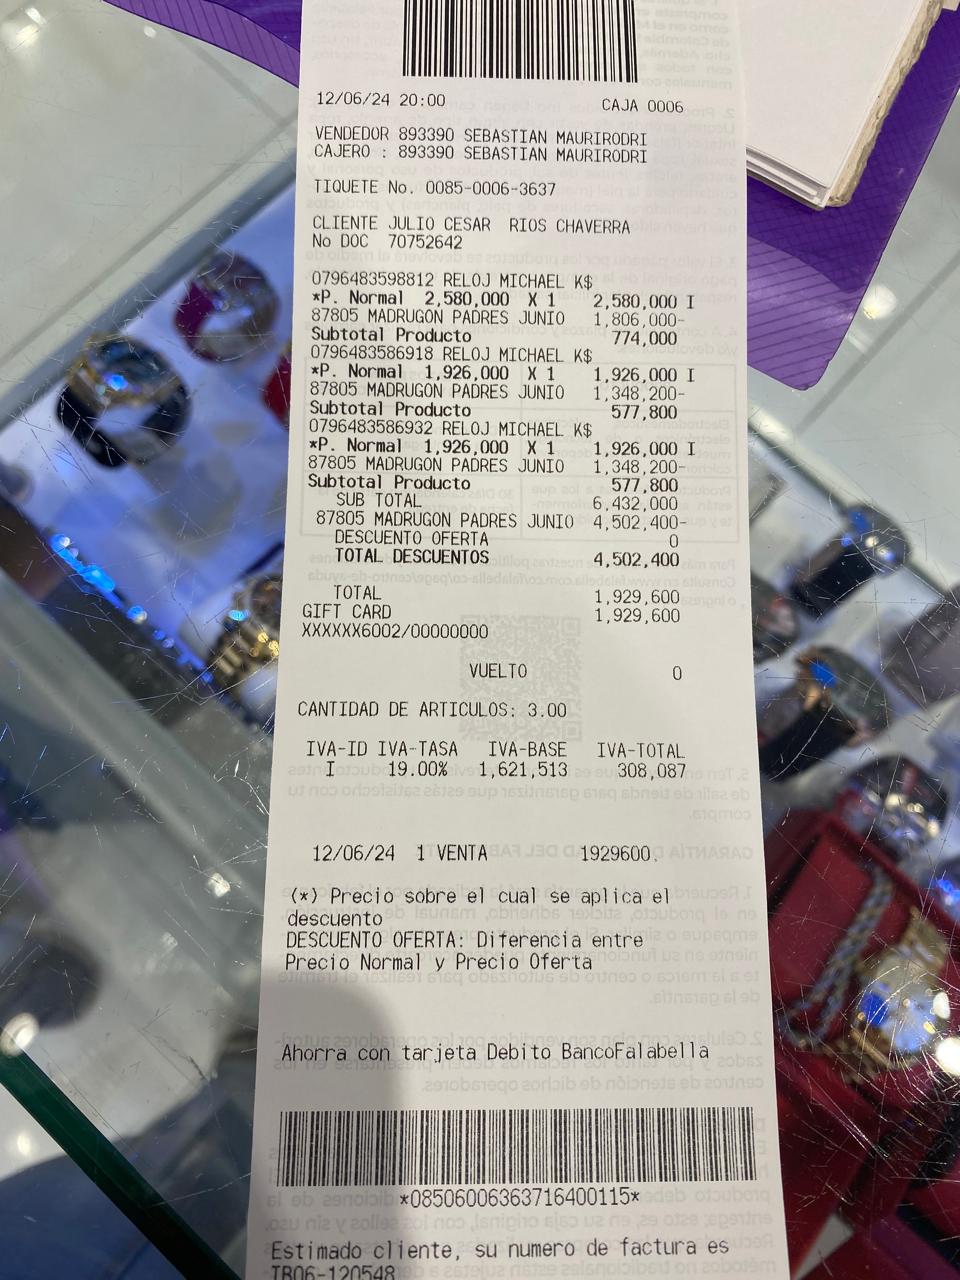 12/06/24 20:00 CAJA 0006
VENDEDOR 893390 SEBASTIAN MAURIRODRI
CAJERO : 893390 SEBASTIAN MAURIRODRI
TIQUETE No. 0085-0006-3637
CLIENTE JULIO CESAR RIOS CHAVERRA
No DOC 70752642
0796483598812 RELOJ MICHAEL K$
*P. Normal 2,580,000 X 1 2,580,000 I
87805 MADRUGON PADRES JUNIO 1,806,000-
Subtotal Producto 774,000
0796483586918 RELOJ MICHAEL K$
*P. Normal 1,926,000 X 1 1,926,000 I
87805 MADRUGON PADRES JUNIO 1,348,200-
Subtotal Producto 577,800
0796483586932 RELOJ MICHAEL K$
*P. Normal 1,926,000 X 1 1,926,000 I
87805 MADRUGON PADRES JUNIO 1,348,200-
Subtotal Producto 577,800
SUB TOTAL 6,432,000
87805 MADRUGON PADRES JUNIO 4,502,400-
DESCUENTO OFERTA 0
TOTAL DESCUENTOS 4,502,400
TOTAL 1,929,600
GIFT CARD 1,929,600
XXXXXX6002/00000000
VUELTO 0
CANTIDAD DE ARTICULOS: 3.00
IVA-ID IVA-TASA IVA-BASE IVA-TOTAL
I 19.00% 1,621,513 308,087
12/06/24 1 VENTA 1929600.
(*) Precio sobre el cual se aplica el
descuento
DESCUENTO OFERTA: Diferencia entre
Precio Normal y Precio Oferta
Ahorra con tarjeta Debito BancoFalabella
*08506006363716400115*
Estimado cliente, su numero de factura es
TB06-120548